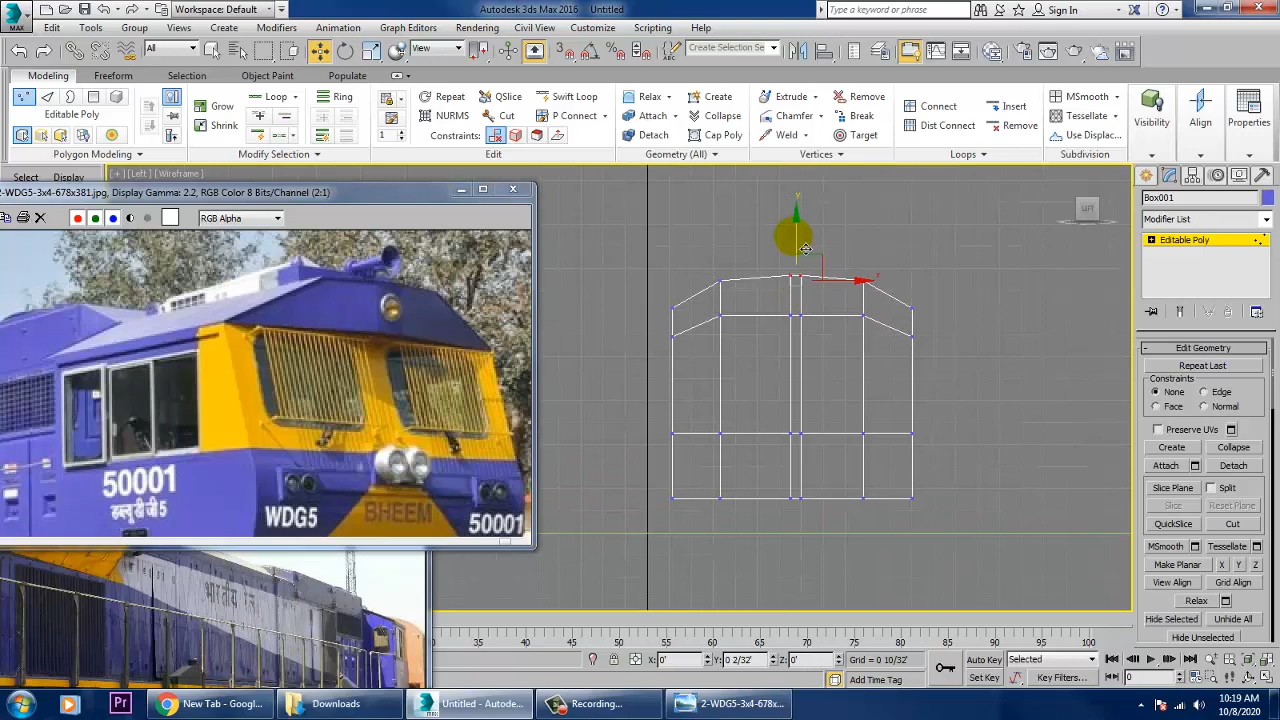 Workspace: Default
Autodesk 3ds Max 2016 Untitled
Type a keyword or phrase
Sign In
Edit Tools Group Views Create Modifiers Animation Graph Editors Rendering Civil View Customize Scripting Help
All
View
Create Selection Se
Modeling Freeform Selection Object Paint Populate
Editable Poly
Polygon Modeling
Grow
Shrink
Loop
Ring
Modify Selection
1
Repeat QSlice Swift Loop
NURMS Cut P Connect
Constraints:
Edit
Relax Create
Attach Collapse
Detach Cap Poly
Geometry (All)
Extrude Remove
Chamfer Break
Weld Target
Vertices
Connect Insert
Dist Connect Remove
Loops
MSmooth
Tessellate
Use Displac...
Subdivision
Visibility
Align
Properties
Select Display
[ + ] [Left ] [Wireframe ]
2-WDG5-3x4-678x381.jpg, Display Gamma: 2.2, RGB Color 8 Bits/Channel (2:1)
RGB Alpha
50001
डब्लू डी जी 5
WDG5
BHEEM
50001
भारतीय रेल
y
x
LEFT
Box001
Modifier List
Editable Poly
Edit Geometry
Repeat Last
Constraints
None Edge
Face Normal
Preserve UVs
Create Collapse
Attach Detach
Slice Plane Split
Slice Reset Plane
QuickSlice Cut
MSmooth Tessellate
Make Planar X Y Z
View Align Grid Align
Relax
Hide Selected Unhide All
Hide Unselected
35 40 45 50 55 60 65 70 75 80 85 90 95 100
X: 0' Y: 0 2/32' Z: 0' Grid = 0 10/32'
Add Time Tag
Auto Key Selected
Set Key Key Filters...
0
New Tab - Googl...
Downloads
Untitled - Autode...
Recording...
2-WDG5-3x4-678x...
10:19 AM
10/8/2020